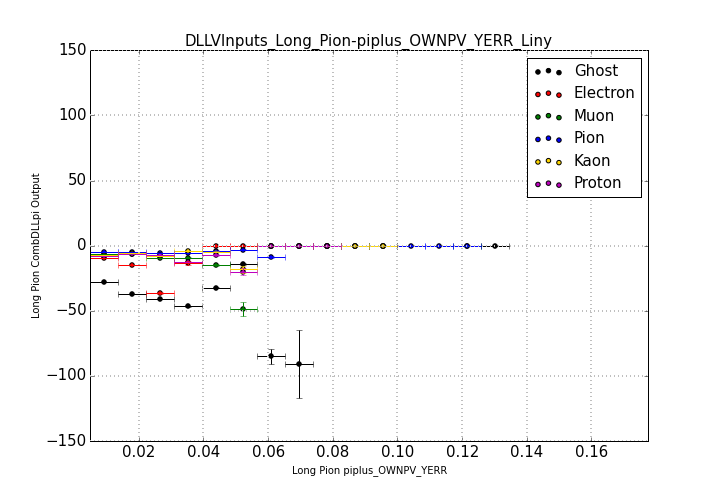 DLLVInputs_Long_Pion-piplus_OWNPV_YERR_Liny
150
100
50
0
−50
−100
−150
Long Pion CombDLLpi Output
Ghost
Electron
Muon
Pion
Kaon
Proton
0.02 0.04 0.06 0.08 0.10 0.12 0.14 0.16
Long Pion piplus_OWNPV_YERR